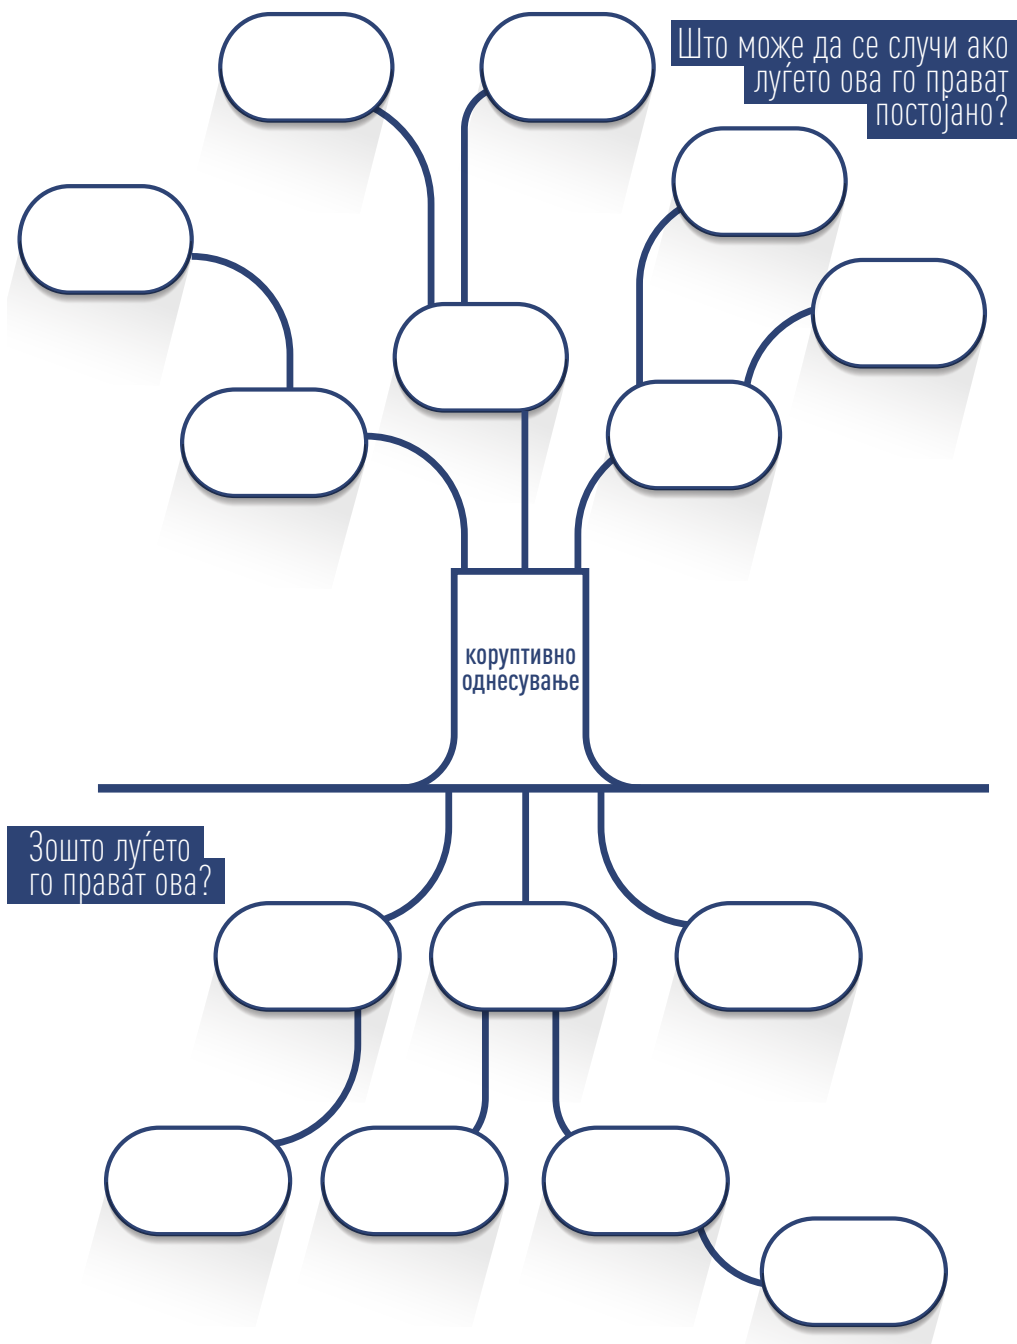 Што може да се случи ако
луѓето ова го прават
постојано?
коруптивно
однесување
Зошто луѓето
го прават ова?